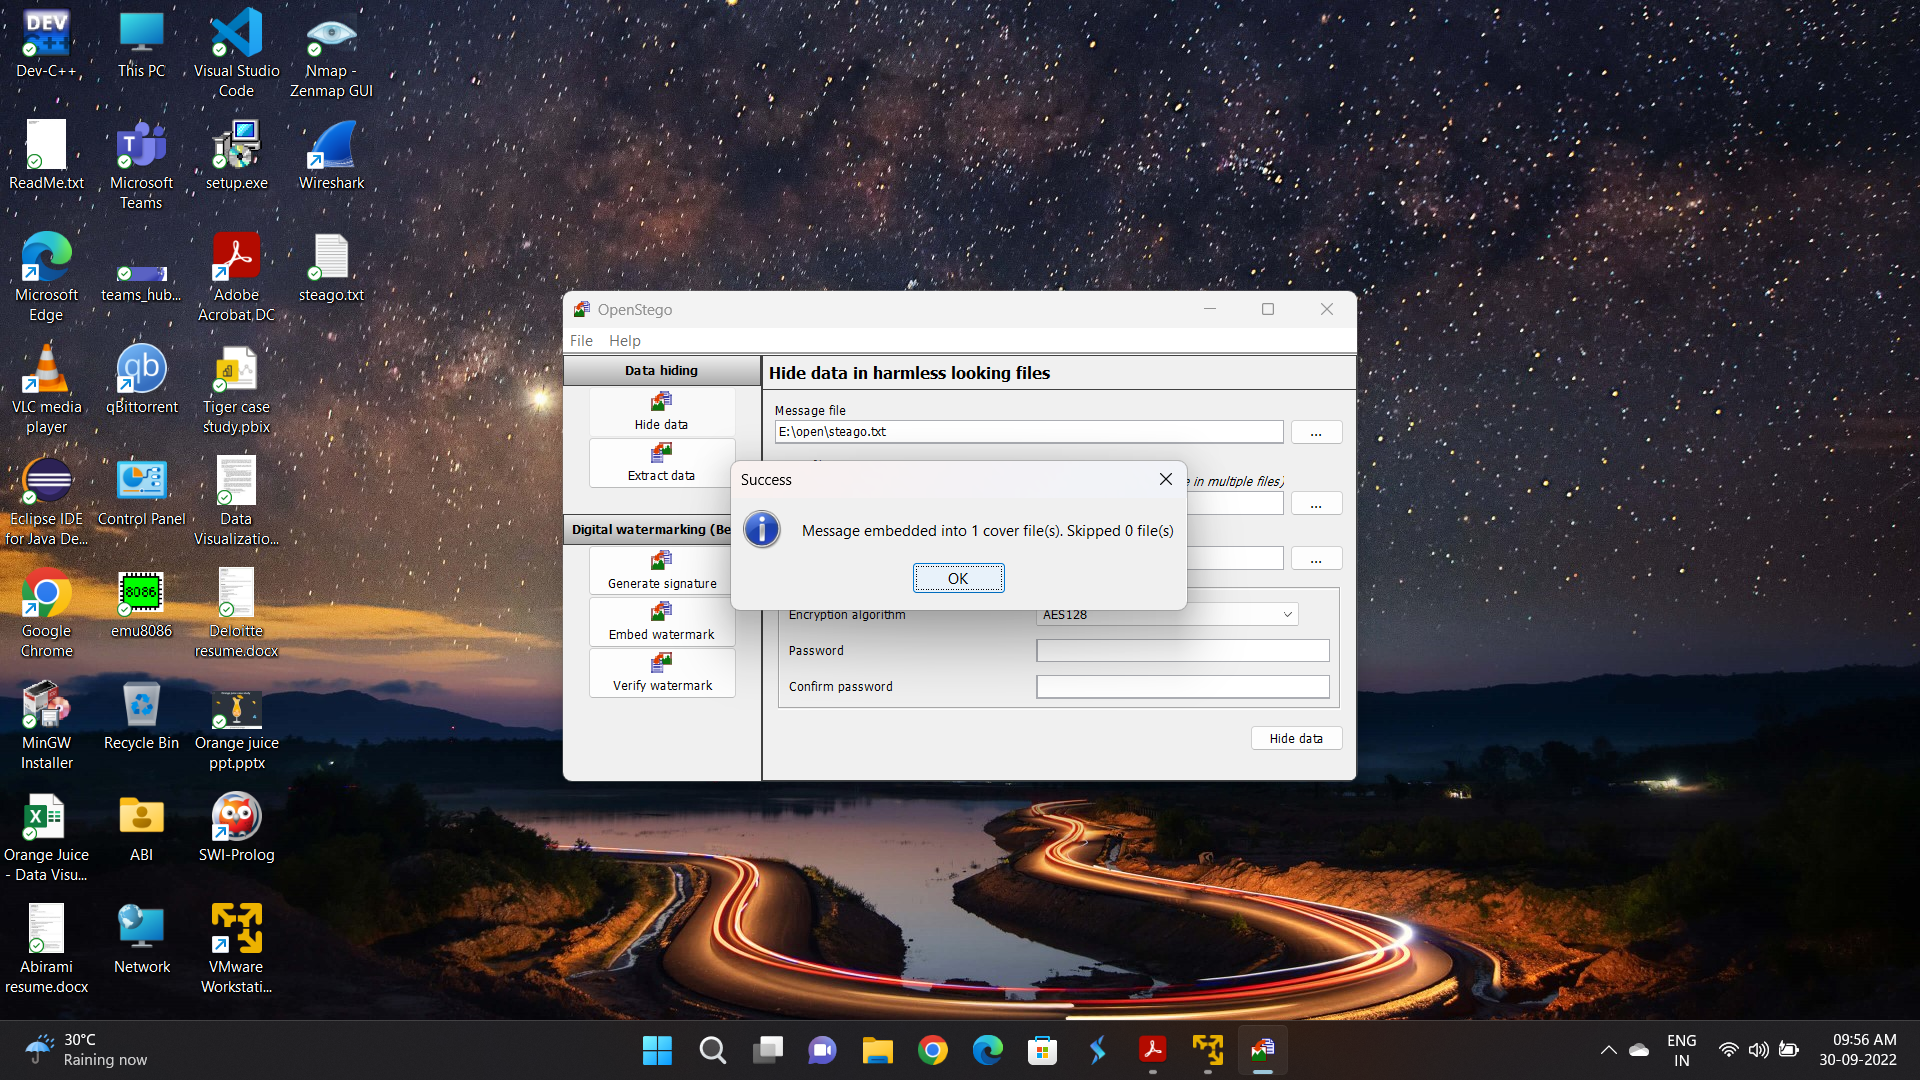 Dev-C++
This PC
Visual Studio
Code
Nmap -
Zenmap GUI
ReadMe.txt
Microsoft
Teams
setup.exe
Wireshark
Microsoft
Edge
teams_hub...
Adobe
Acrobat DC
steago.txt
VLC media
player
qBittorrent
Tiger case
study.pbix
Eclipse IDE
for Java De...
Control Panel
Data
Visualizatio...
Google
Chrome
8086
emu8086
Deloitte
resume.docx
MinGW
Installer
Recycle Bin
Orange juice
ppt.pptx
Orange Juice
- Data Visu...
ABI
SWI-Prolog
Abirami
resume.docx
Network
VMware
Workstati...
OpenStego
File Help
Data hiding
Hide data
Extract data
Digital watermarking (Be
Generate signature
Embed watermark
Verify watermark
Hide data in harmless looking files
Message file
E:\open\steago.txt
...
in multiple files)
...
...
Success
Message embedded into 1 cover file(s). Skipped 0 file(s)
OK
Encryption algorithm
AES128
Password
Confirm password
Hide data
30°C
Raining now
ENG
IN
09:56 AM
30-09-2022